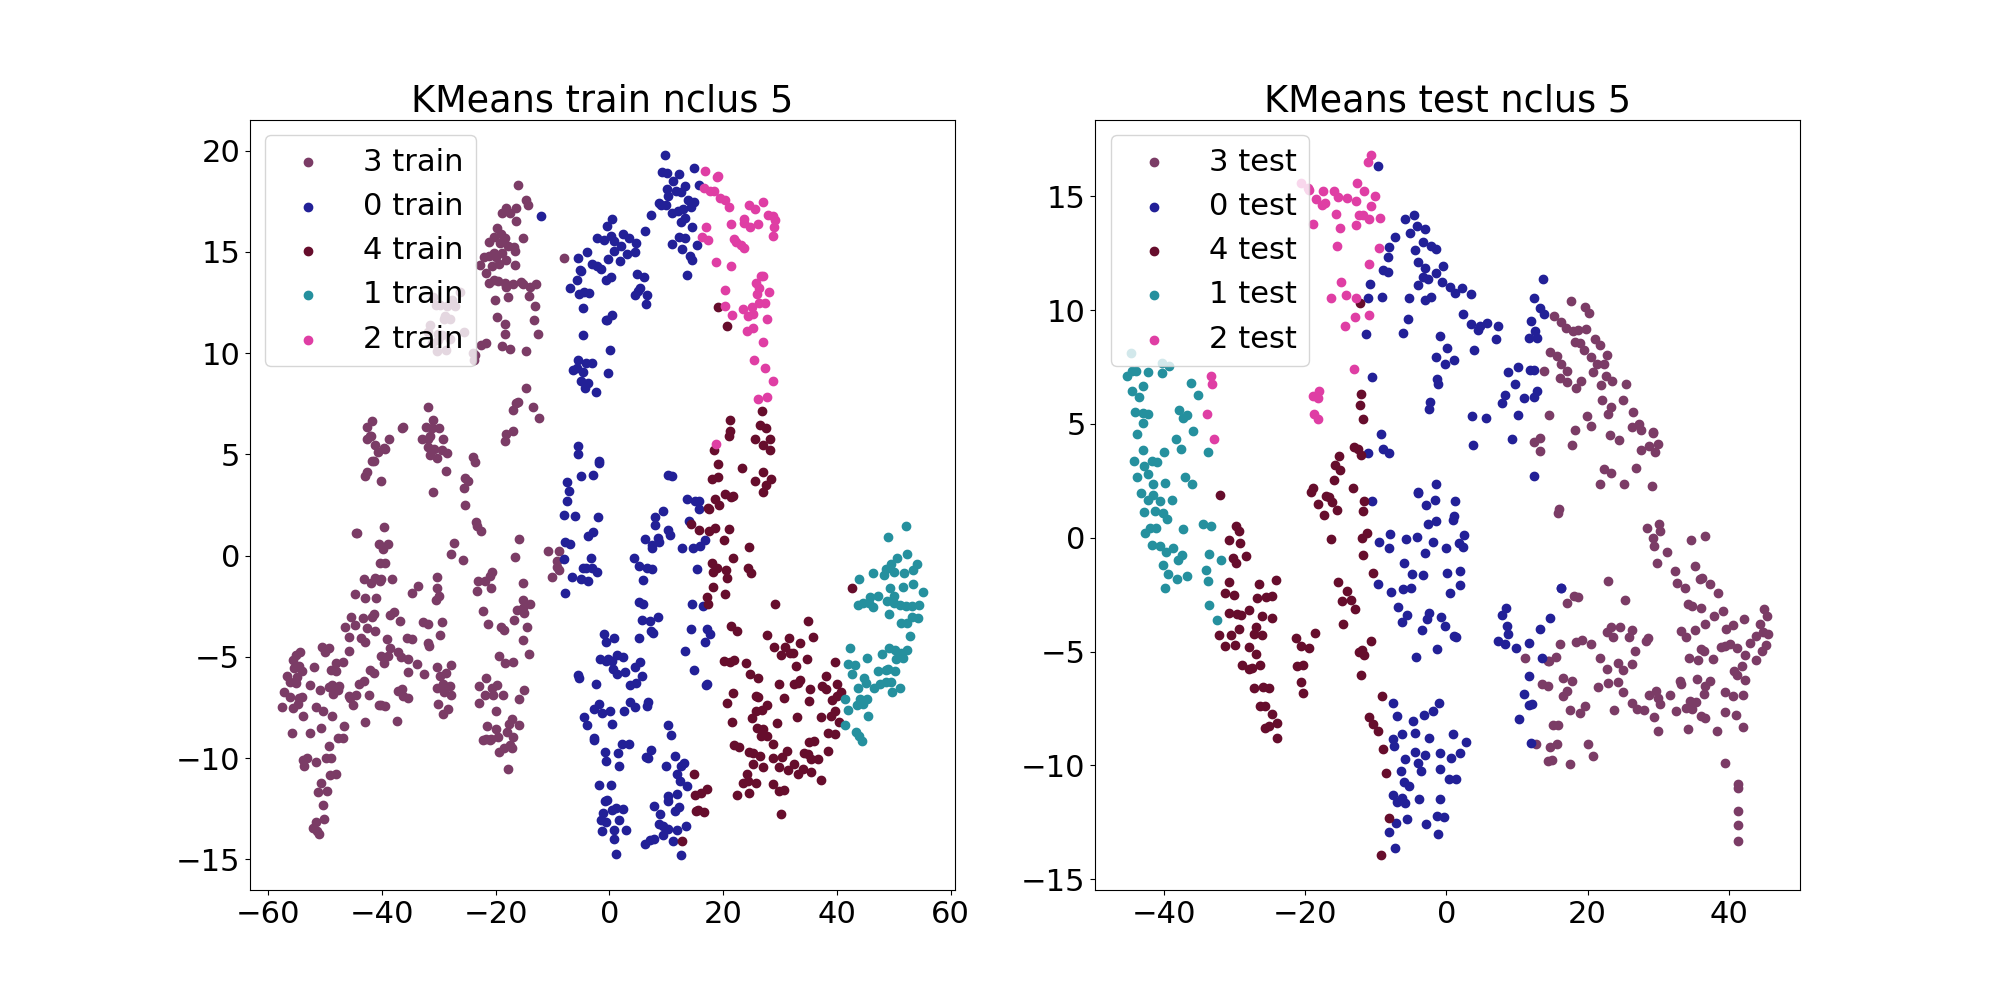 KMeans train nclus 5
3 train
0 train
4 train
1 train
2 train
20
15
10
5
0
−5
−10
−15
−60 −40 −20 0 20 40 60
KMeans test nclus 5
3 test
0 test
4 test
1 test
2 test
15
10
5
0
−5
−10
−15
−40 −20 0 20 40